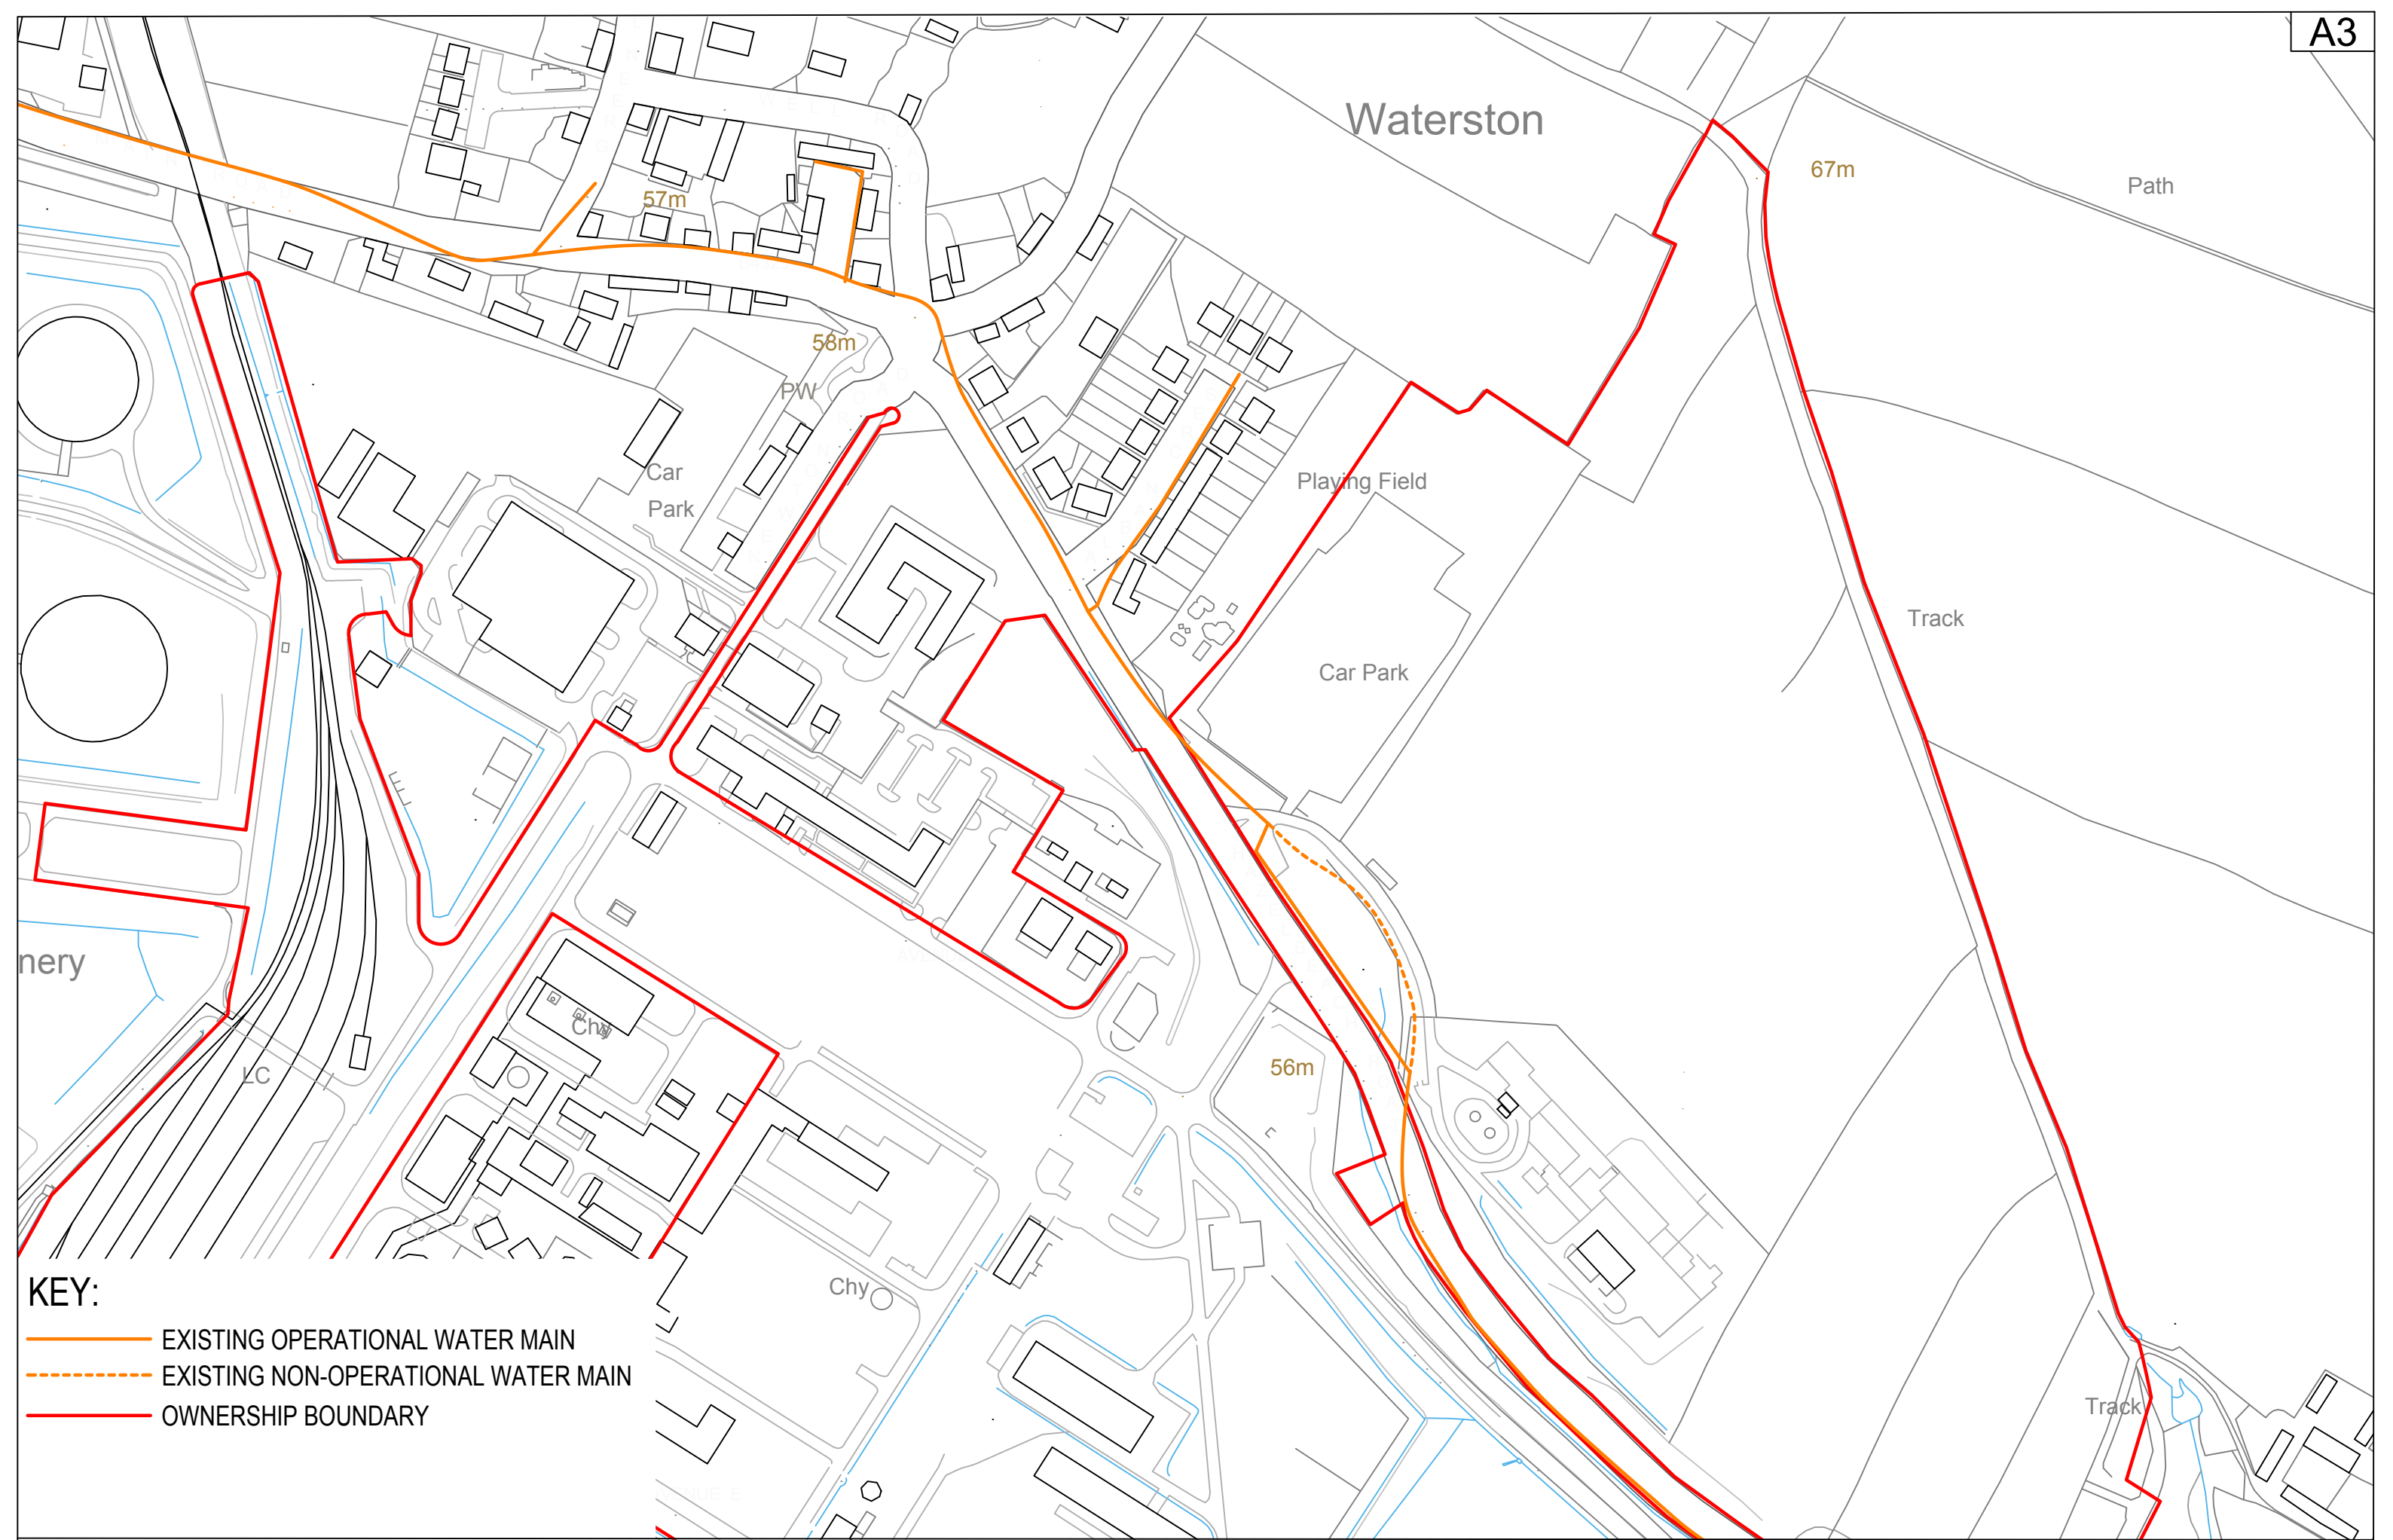 A3
Waterston
67m
Path
57m
58m
PW
Car
Park
Playing Field
Track
Car Park
nery
Chy
LC
56m
Chy
Track
KEY:
EXISTING OPERATIONAL WATER MAIN
EXISTING NON-OPERATIONAL WATER MAIN
OWNERSHIP BOUNDARY